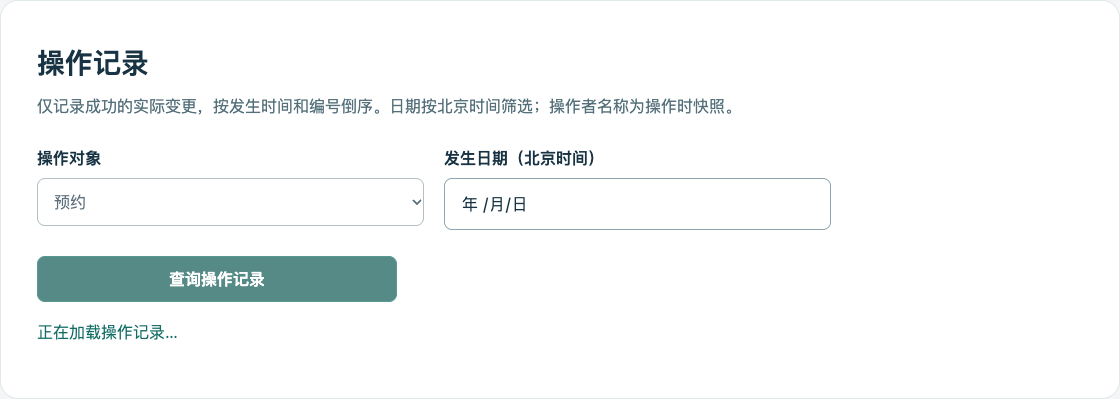 操作记录
仅记录成功的实际变更，按发生时间和编号倒序。日期按北京时间筛选；操作者名称为操作时快照。
操作对象
发生日期（北京时间）
预约
年 /月/日
查询操作记录
正在加载操作记录...